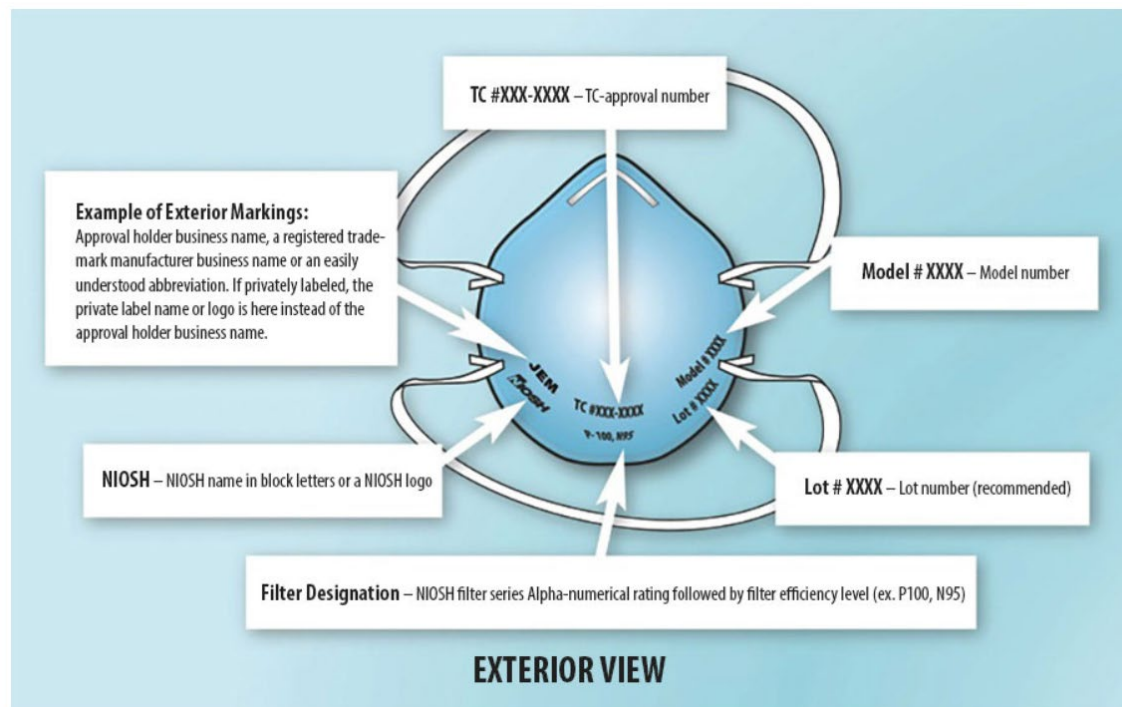 TC #XXX-XXXX – TC-approval number
Example of Exterior Markings:
Approval holder business name, a registered trade-
mark manufacturer business name or an easily
understood abbreviation. If privately labeled, the
private label name or logo is here instead of the
approval holder business name.
Model # XXXX – Model number
JEM
NIOSH
TC #XXX-XXXX
P-100, N95
Model # XXXX
Lot # XXXX
NIOSH – NIOSH name in block letters or a NIOSH logo
Lot # XXXX – Lot number (recommended)
Filter Designation – NIOSH filter series Alpha-numerical rating followed by filter efficiency level (ex. P100, N95)
EXTERIOR VIEW